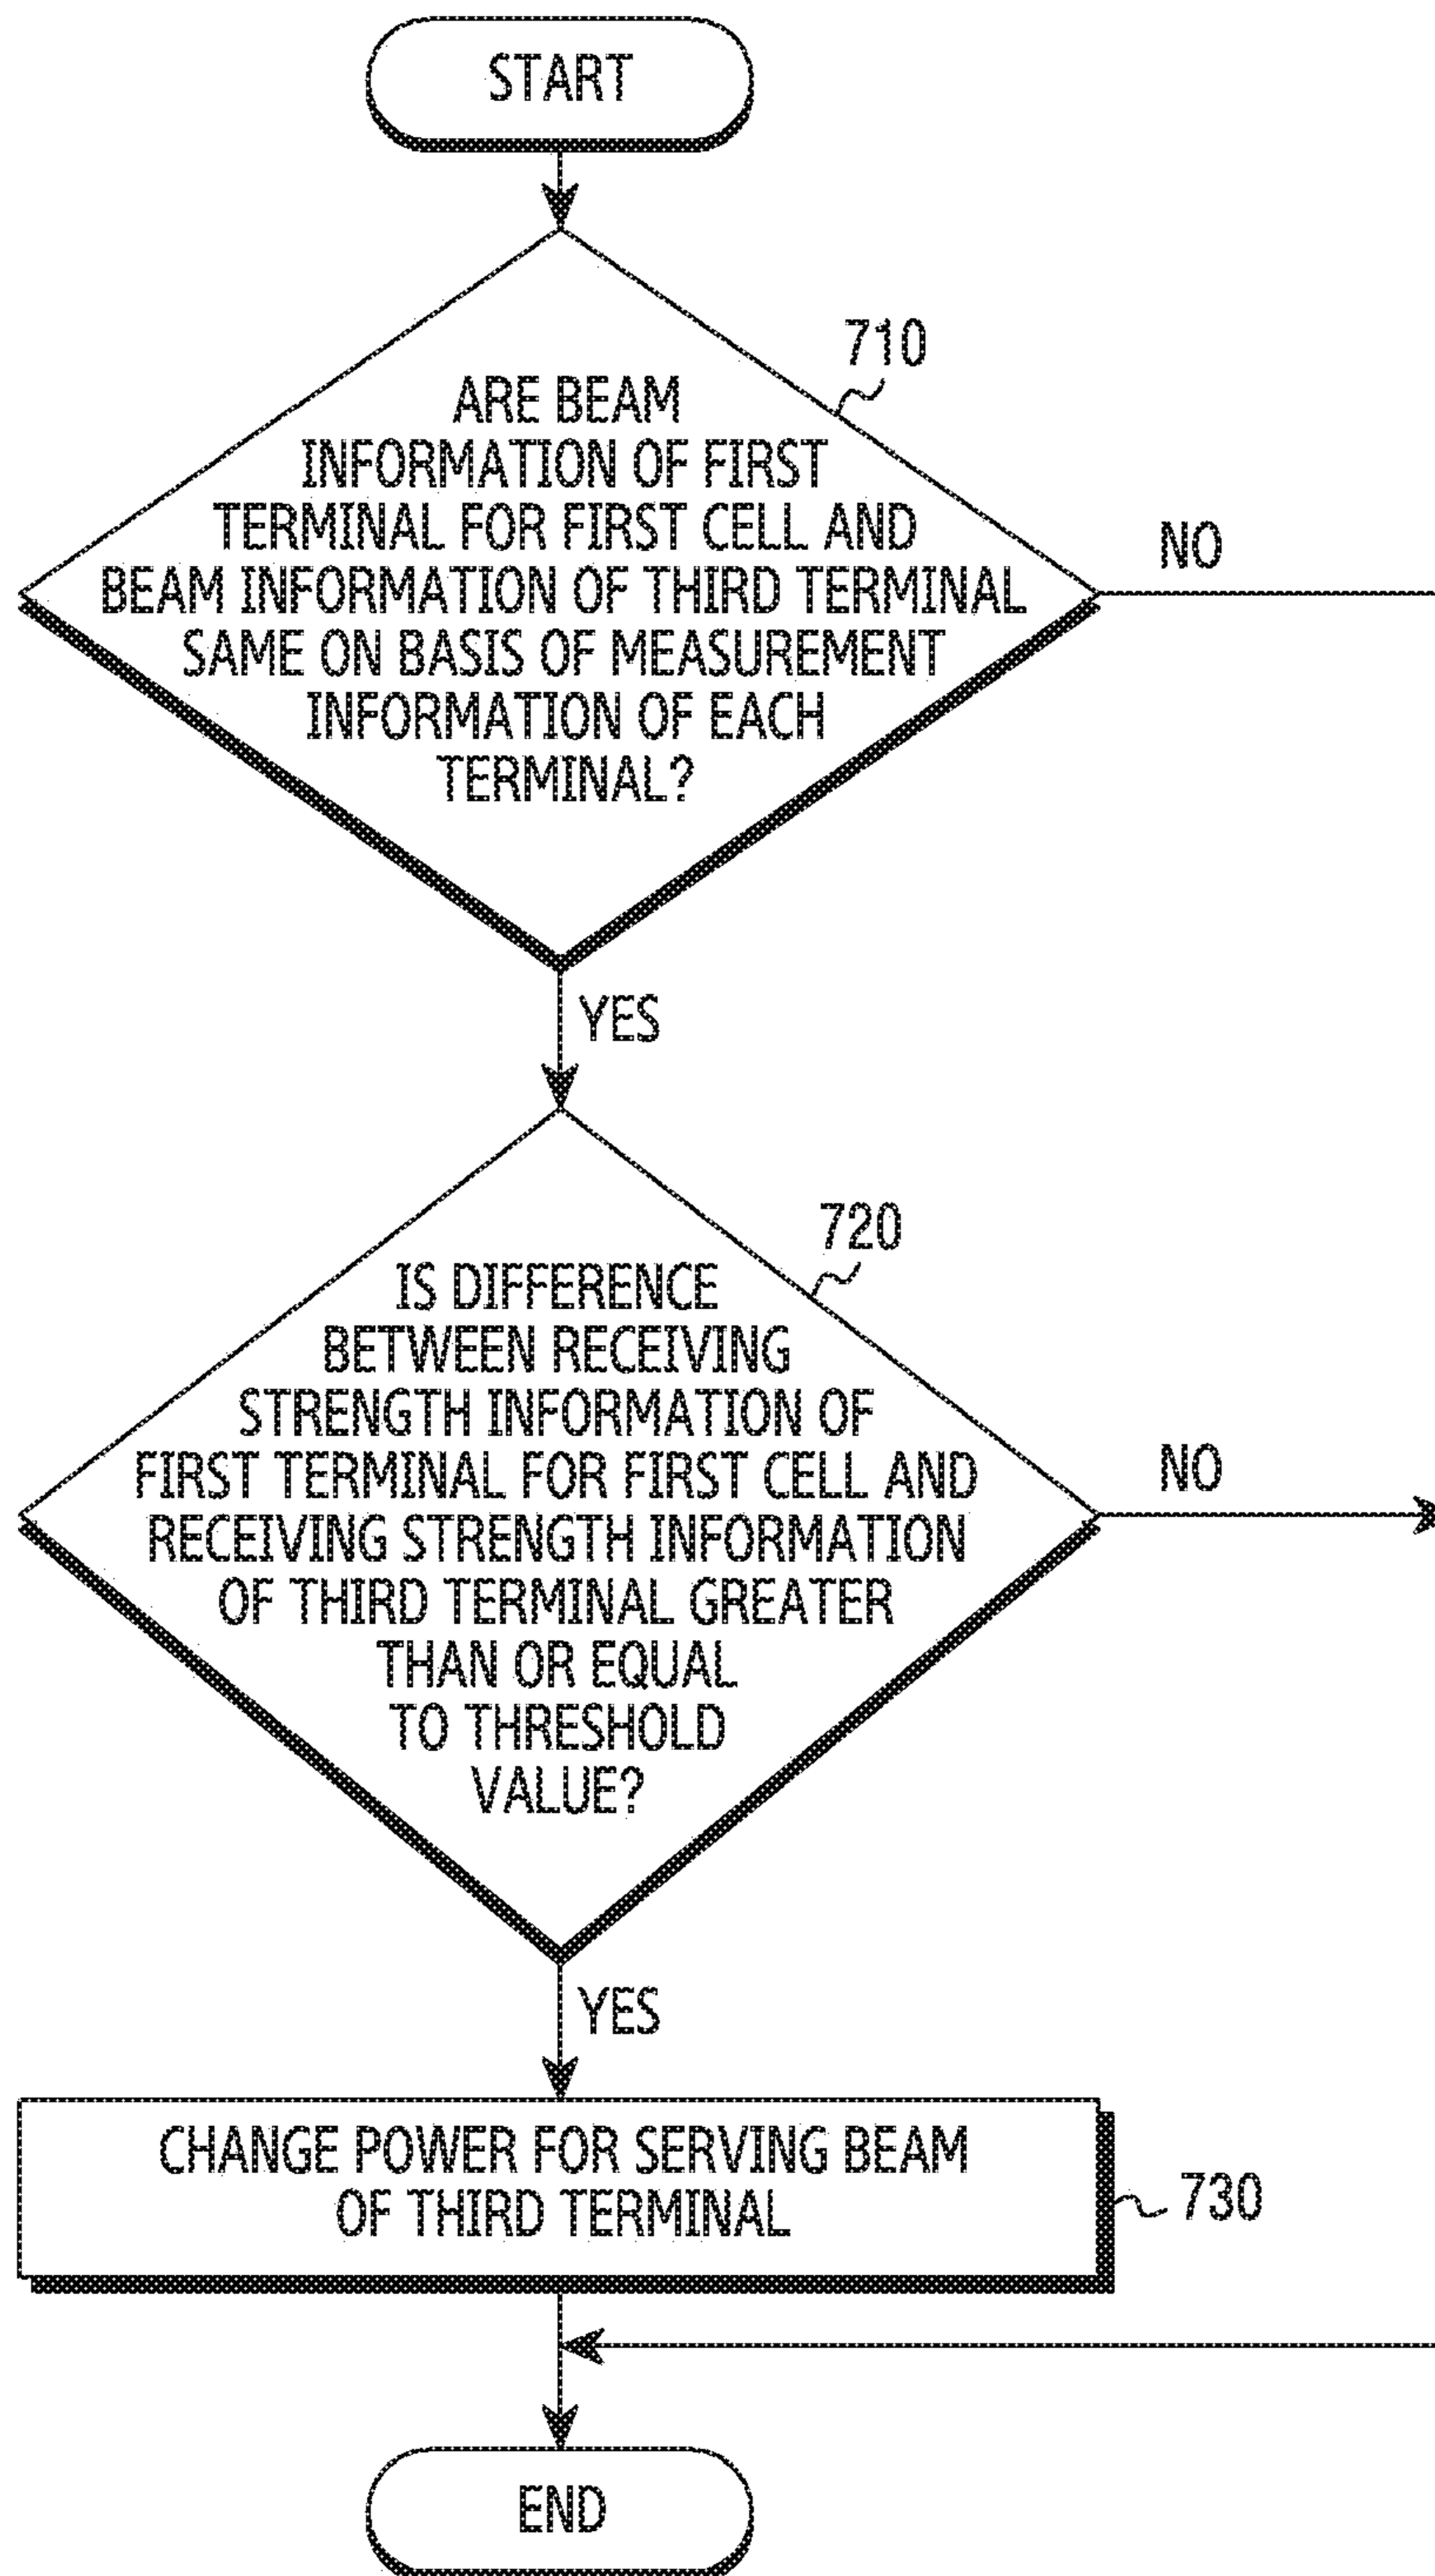 START
710
ARE BEAM
INFORMATION OF FIRST
TERMINAL FOR FIRST CELL AND
BEAM INFORMATION OF THIRD TERMINAL
SAME ON BASIS OF MEASUREMENT
INFORMATION OF EACH
TERMINAL?
NO
YES
720
IS DIFFERENCE
BETWEEN RECEIVING
STRENGTH INFORMATION OF
FIRST TERMINAL FOR FIRST CELL AND
RECEIVING STRENGTH INFORMATION
OF THIRD TERMINAL GREATER
THAN OR EQUAL
TO THRESHOLD
VALUE?
NO
YES
CHANGE POWER FOR SERVING BEAM
OF THIRD TERMINAL
730
END